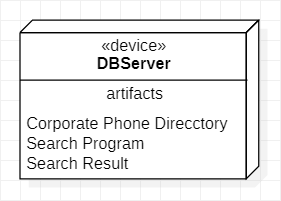 «device»
DBServer
artifacts
Corporate Phone Direcctory
Search Program
Search Result